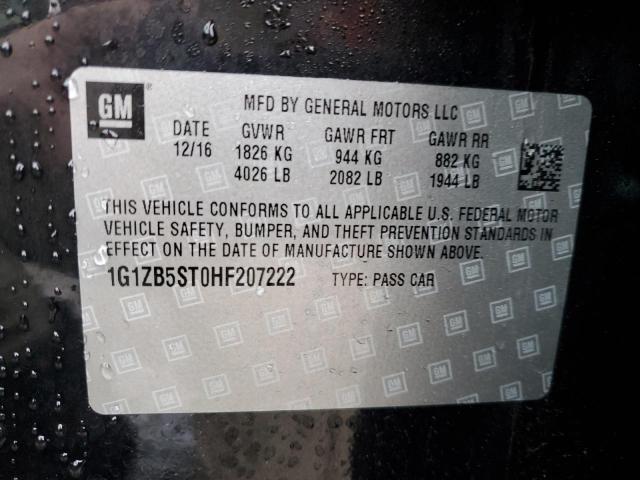 GM ®
MFD BY GENERAL MOTORS LLC
DATE GVWR GAWR FRT GAWR RR
12/16 1826 KG 944 KG 882 KG
4026 LB 2082 LB 1944 LB
THIS VEHICLE CONFORMS TO ALL APPLICABLE U.S. FEDERAL MOTOR
VEHICLE SAFETY, BUMPER, AND THEFT PREVENTION STANDARDS IN
EFFECT ON THE DATE OF MANUFACTURE SHOWN ABOVE.
1G1ZB5ST0HF207222 TYPE: PASS CAR